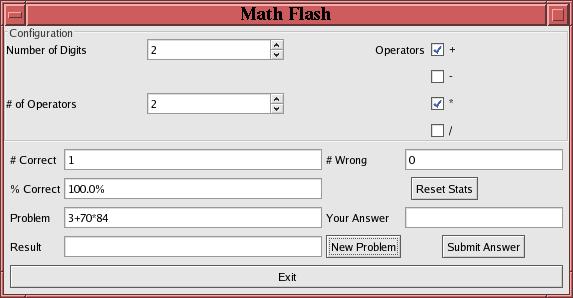 Math Flash
Configuration
Number of Digits 2 Operators +
-
# of Operators 2 *
/
# Correct 1 # Wrong 0
% Correct 100.0% Reset Stats
Problem 3+70*84 Your Answer
Result New Problem Submit Answer
Exit